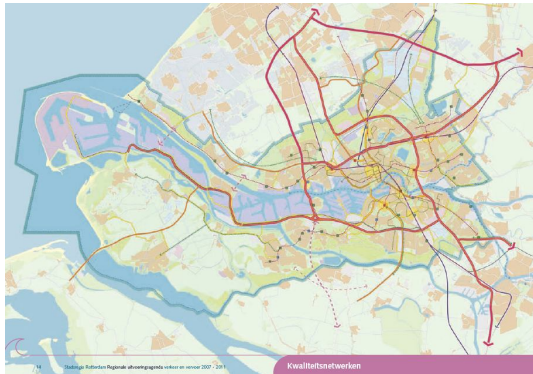 14 Stadsregio Rotterdam Regionale uitvoeringsagenda verkeer en vervoer 2007 - 2011
Kwaliteitsnetwerken